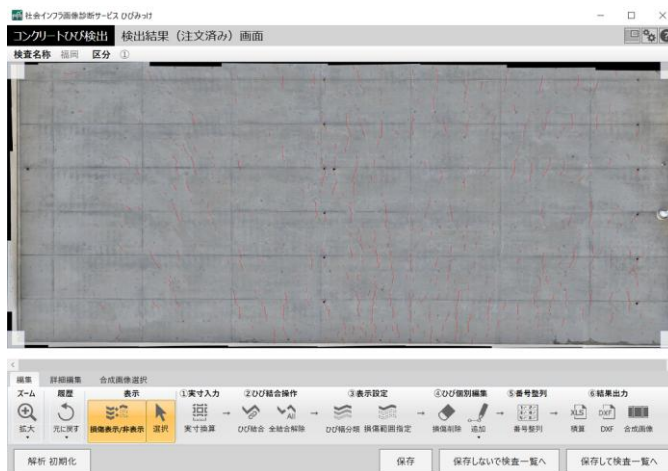 社会インフラ画像診断サービス ひびみっけ
コンクリートひび検出 検出結果（注文済み）画面
検査名称 福岡 区分 ①
編集 詳細編集 合成画像選択
ズーム 履歴 表示 ①実寸入力 ②ひび結合操作 ③表示設定 ④ひび個別編集 ⑤番号整列 ⑥結果出力
All XLS DXF
拡大 元に戻す 損傷表示/非表示 選択 実寸換算 ひび結合 全結合解除 ひび幅分類 損傷範囲指定 損傷削除 追加 番号整列 積算 DXF 合成画像
解析 初期化 保存 保存しないで検査一覧へ 保存して検査一覧へ